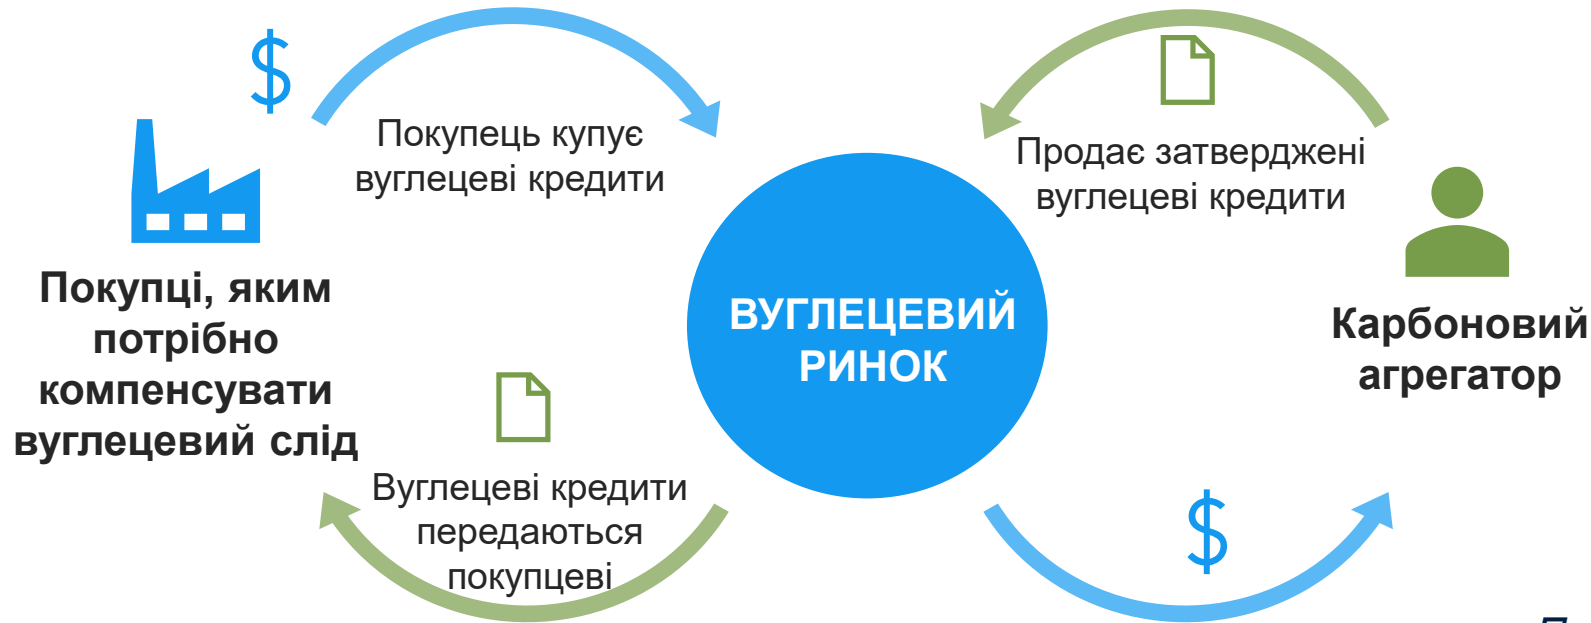 $
Покупець купує
вуглецеві кредити
Продає затверджені
вуглецеві кредити
Покупці, яким
потрібно
компенсувати
вуглецевий слід
ВУГЛЕЦЕВИЙ
РИНОК
Карбоновий
агрегатор
Вуглецеві кредити
передаються
покупцеві
$